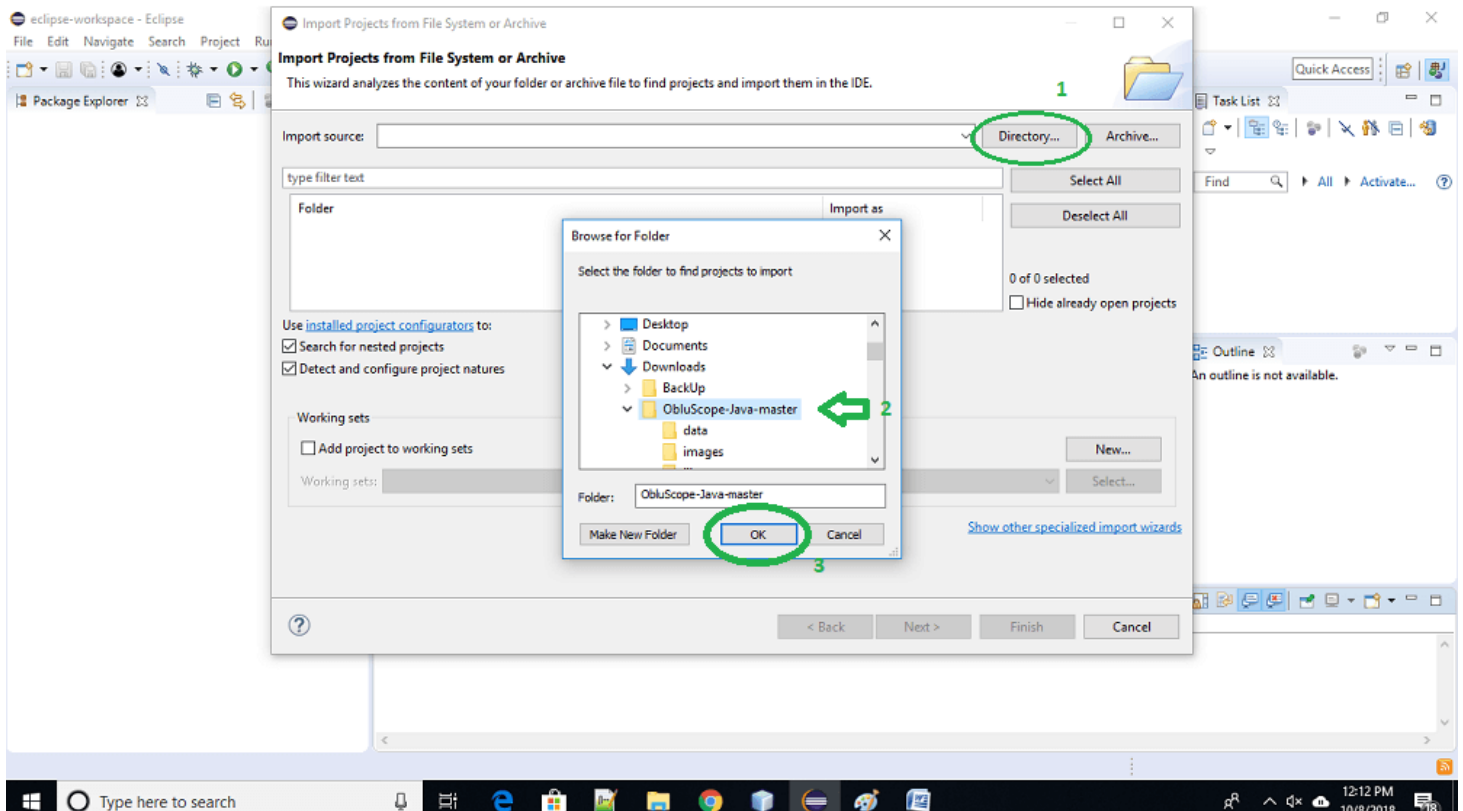 eclipse-workspace - Eclipse
File Edit Navigate Search Project Ru
Quick Access
Package Explorer
Import Projects from File System or Archive
Import Projects from File System or Archive
This wizard analyzes the content of your folder or archive file to find projects and import them in the IDE.
1
Import source:
Directory...
Archive...
type filter text
Select All
Folder
Import as
Deselect All
0 of 0 selected
Hide already open projects
Use installed project configurators to:
Search for nested projects
Detect and configure project natures
Working sets
Add project to working sets
New...
Working sets:
Select...
Show other specialized import wizards
< Back
Next >
Finish
Cancel
Browse for Folder
Select the folder to find projects to import
Desktop
Documents
Downloads
BackUp
ObluScope-Java-master
2
data
images
Folder:
ObluScope-Java-master
Make New Folder
OK
Cancel
3
Task List
Find
All
Activate...
Outline
An outline is not available.
Type here to search
12:12 PM
10/8/2018
18